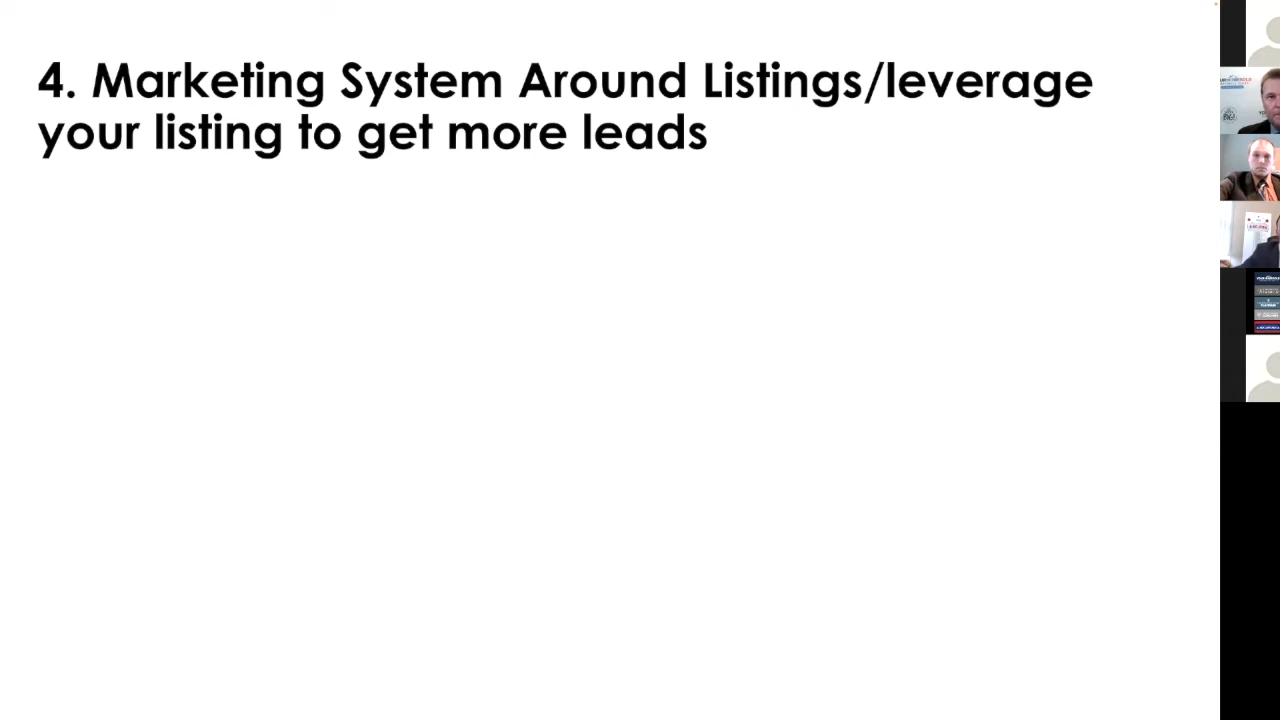 4. Marketing System Around Listings/leverage
your listing to get more leads